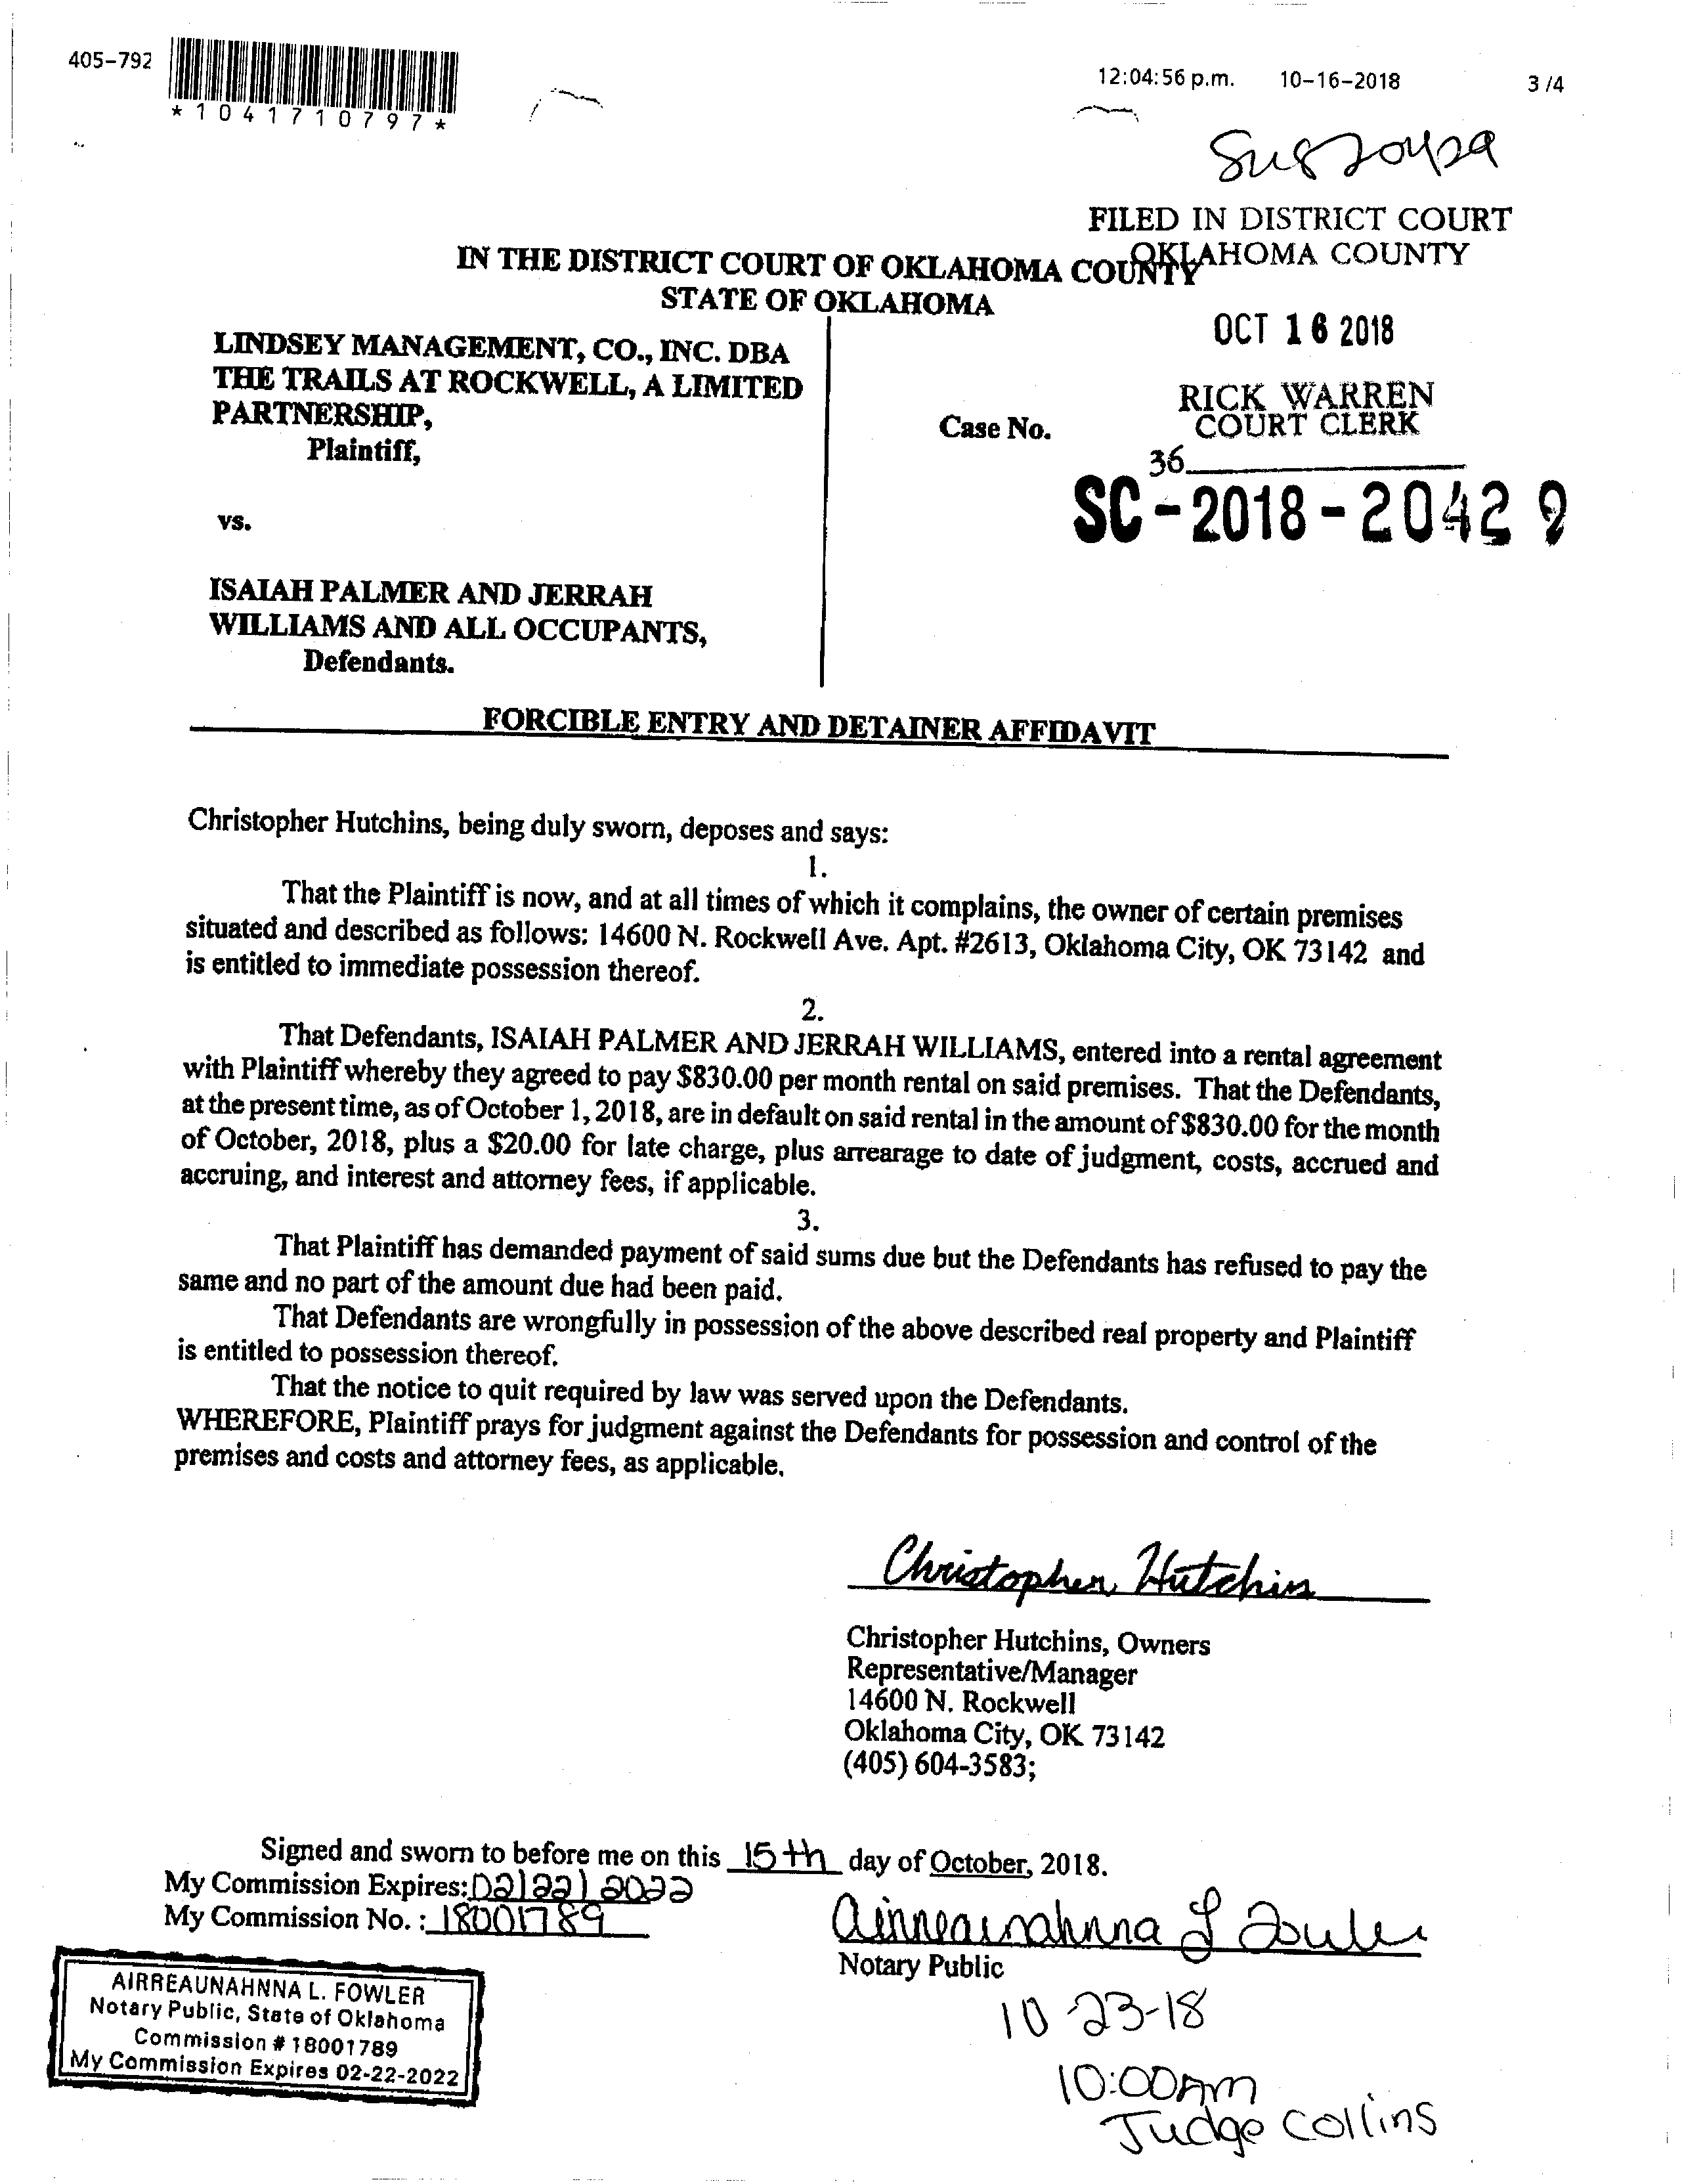 405-792
*1041710797*
12:04:56 p.m. 10-16-2018 3/4
FILED IN DISTRICT COURT
OKLAHOMA COUNTY
IN THE DISTRICT COURT OF OKLAHOMA COUNTY
STATE OF OKLAHOMA
OCT 16 2018
RICK WARREN
COURT CLERK
LINDSEY MANAGEMENT, CO., INC. DBA
THE TRAILS AT ROCKWELL, A LIMITED
PARTNERSHIP,
Plaintiff,
Case No.
36
SC-2018-20429
vs.
ISAIAH PALMER AND JERRAH
WILLIAMS AND ALL OCCUPANTS,
Defendants.
FORCIBLE ENTRY AND DETAINER AFFIDAVIT
Christopher Hutchins, being duly sworn, deposes and says:
1.
That the Plaintiff is now, and at all times of which it complains, the owner of certain premises
situated and described as follows: 14600 N. Rockwell Ave. Apt. #2613, Oklahoma City, OK 73142 and
is entitled to immediate possession thereof.
2.
That Defendants, ISAIAH PALMER AND JERRAH WILLIAMS, entered into a rental agreement
with Plaintiff whereby they agreed to pay $830.00 per month rental on said premises. That the Defendants,
at the present time, as of October 1, 2018, are in default on said rental in the amount of $830.00 for the month
of October, 2018, plus a $20.00 for late charge, plus arrearage to date of judgment, costs, accrued and
accruing, and interest and attorney fees, if applicable.
3.
That Plaintiff has demanded payment of said sums due but the Defendants has refused to pay the
same and no part of the amount due had been paid.
That Defendants are wrongfully in possession of the above described real property and Plaintiff
is entitled to possession thereof.
That the notice to quit required by law was served upon the Defendants.
WHEREFORE, Plaintiff prays for judgment against the Defendants for possession and control of the
premises and costs and attorney fees, as applicable.
Christopher Hutchins
Christopher Hutchins, Owners
Representative/Manager
14600 N. Rockwell
Oklahoma City, OK 73142
(405) 604-3583;
Signed and sworn to before me on this 15th day of October, 2018.
My Commission Expires: 02/22/2022
My Commission No. : 18001789
Airreaunahnna L Fowler
Notary Public
AIRREAUNAHNNA L. FOWLER
Notary Public, State of Oklahoma
Commission # 18001789
My Commission Expires 02-22-2022
10-23-18
10:00AM
Judge Collins